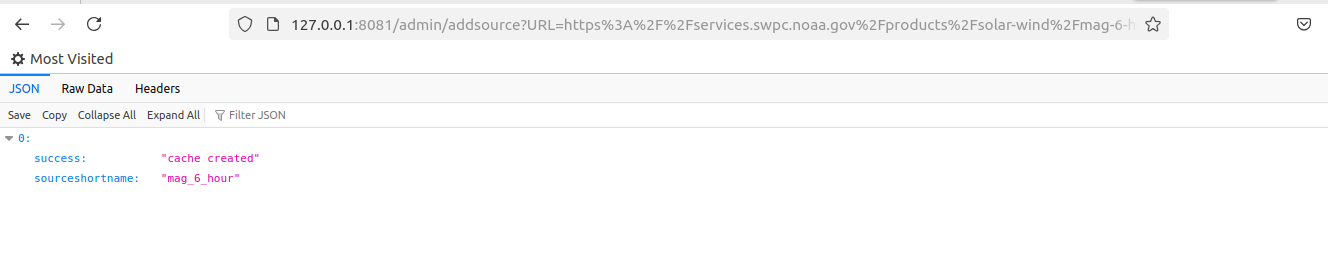 127.0.0.1:8081/admin/addsource?URL=https%3A%2F%2Fservices.swpc.noaa.gov%2Fproducts%2Fsolar-wind%2Fmag-6-h
Most Visited
JSON Raw Data Headers
Save Copy Collapse All Expand All Filter JSON
0:
success: "cache created"
sourceshortname: "mag_6_hour"